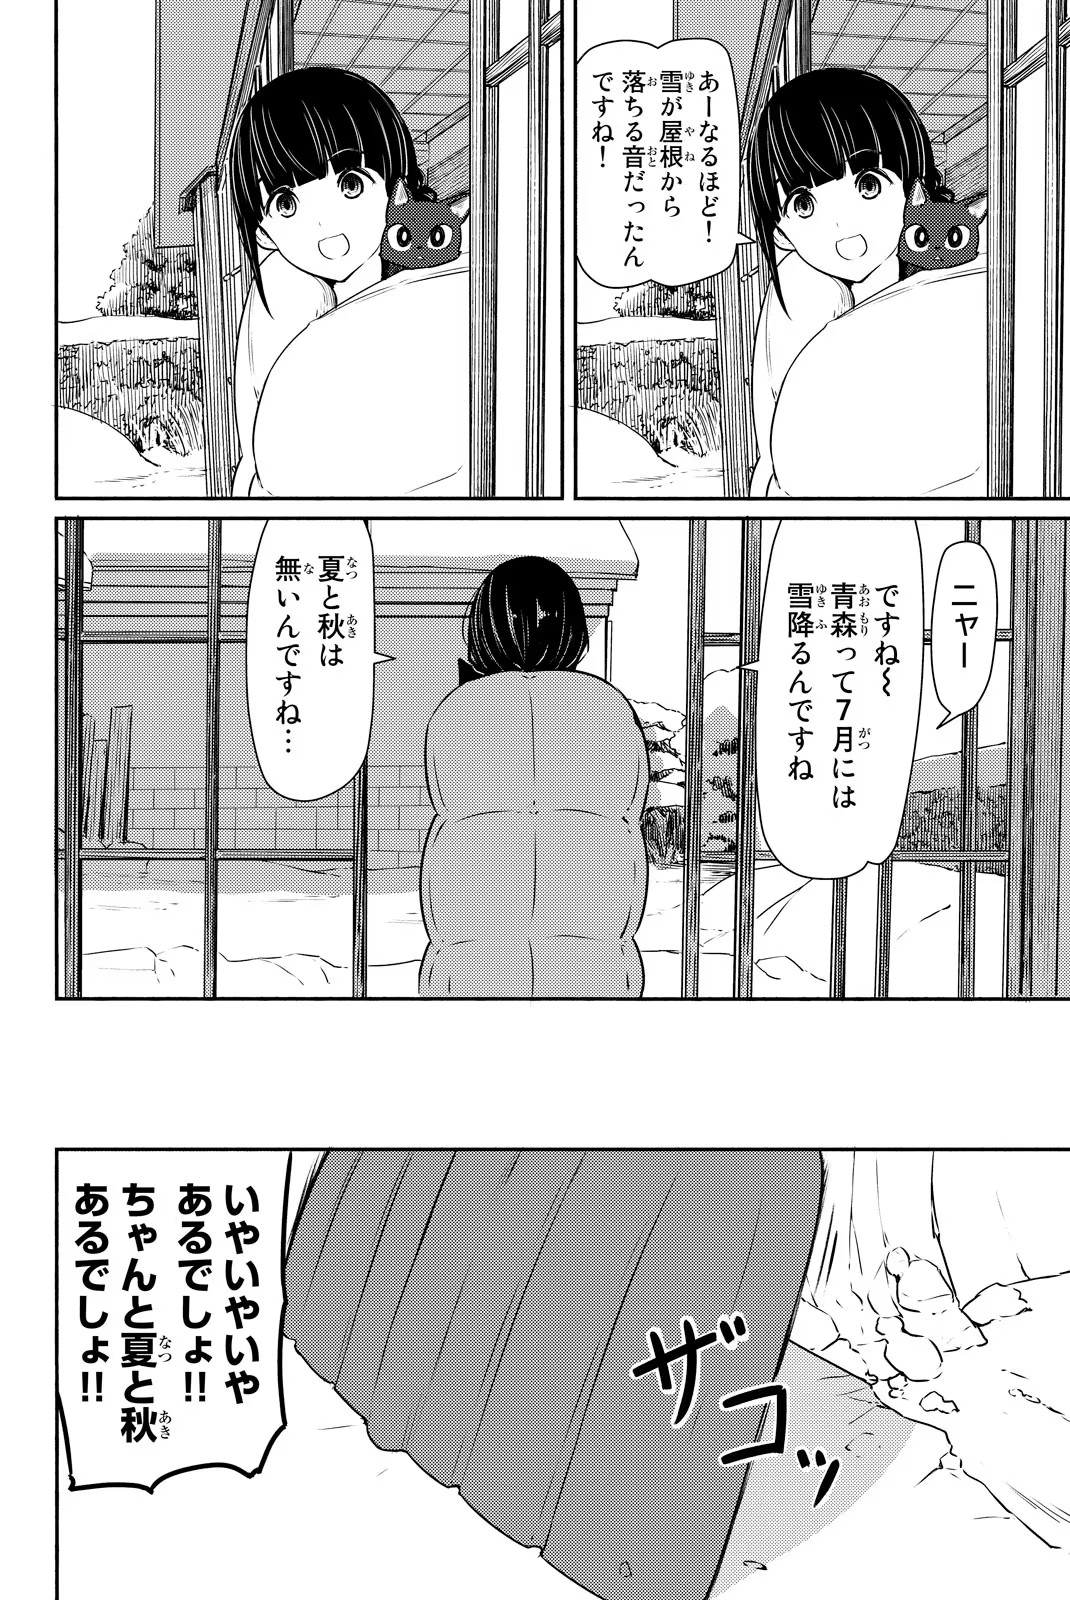 あーなるほど！
雪が屋根から
落ちる音だったん
ですね！
ニャー
ですね〜
青森って7月には
雪降るんですね
夏と秋は
無いんですね…
ザ
コッ
いやいやいや
あるでしょ!!
ちゃんと夏と秋
あるでしょ!!